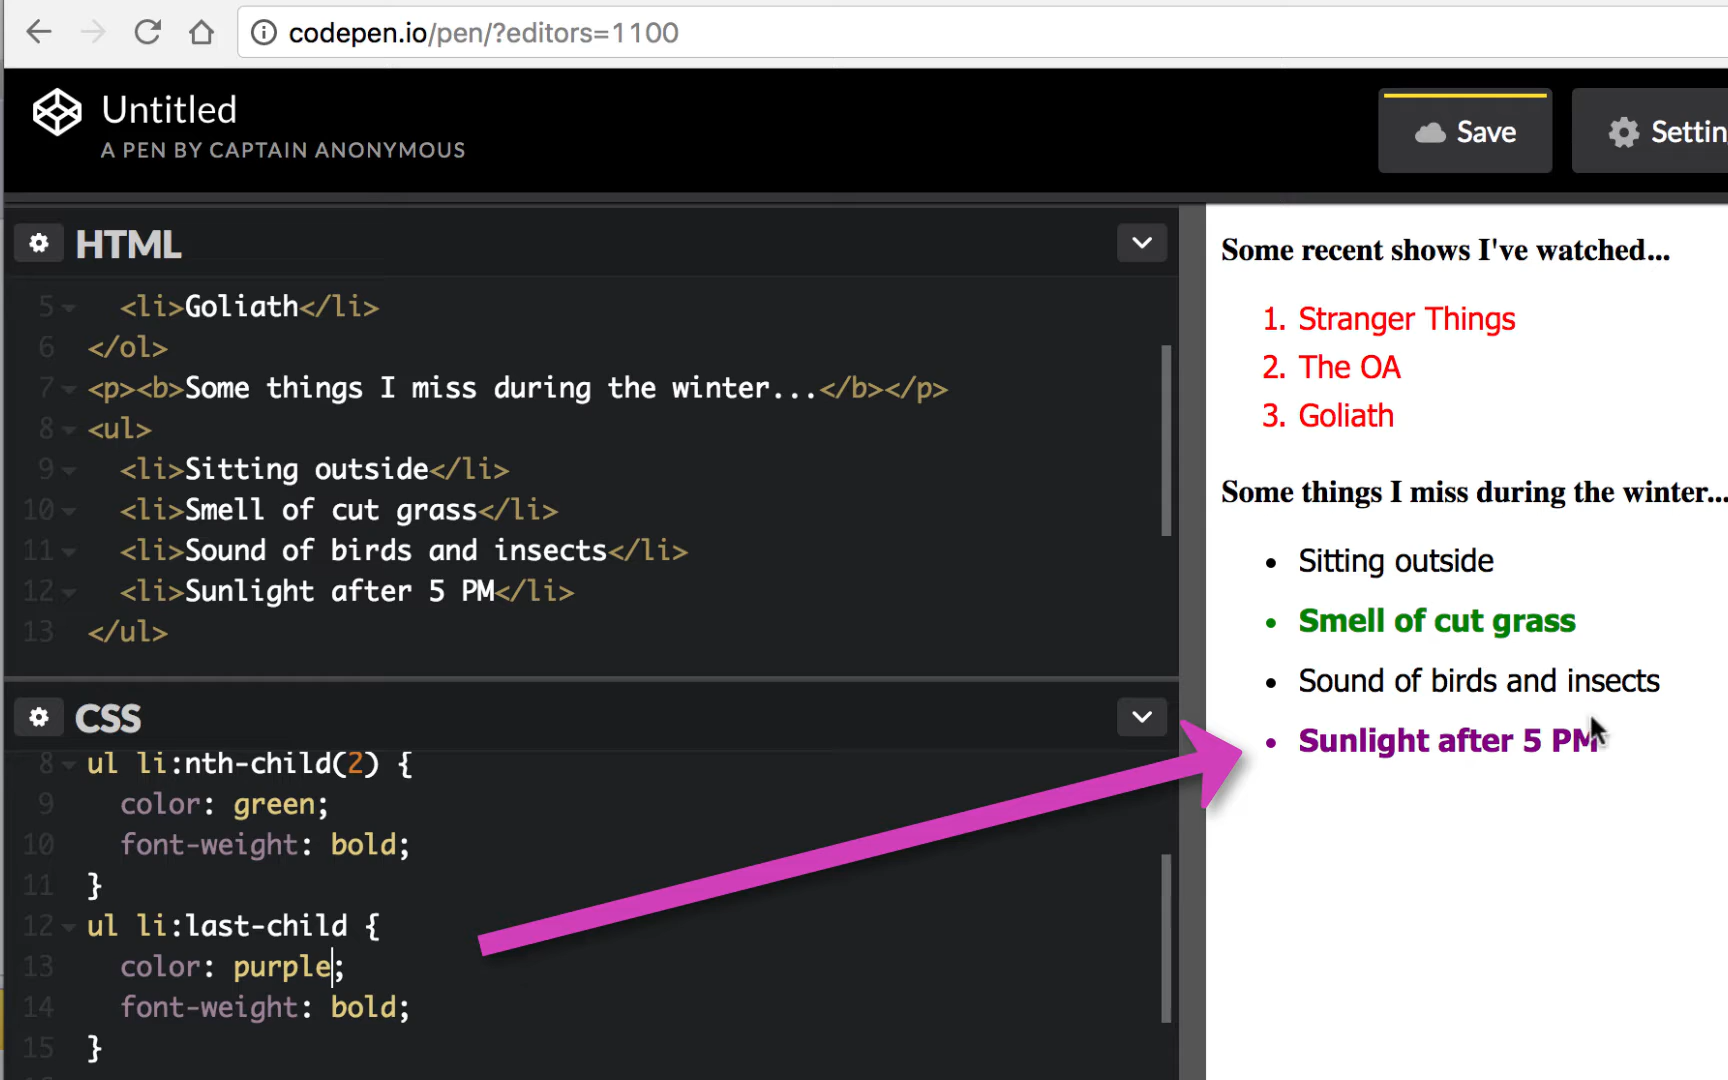 codepen.io/pen/?editors=1100
Untitled
A PEN BY CAPTAIN ANONYMOUS
Save
Settin
HTML
5 <li>Goliath</li>
6 </ol>
7 <p><b>Some things I miss during the winter...</b></p>
8 <ul>
9 <li>Sitting outside</li>
10 <li>Smell of cut grass</li>
11 <li>Sound of birds and insects</li>
12 <li>Sunlight after 5 PM</li>
13 </ul>
CSS
8 ul li:nth-child(2) {
9 color: green;
10 font-weight: bold;
11 }
12 ul li:last-child {
13 color: purple;
14 font-weight: bold;
15 }
Some recent shows I've watched...
1. Stranger Things
2. The OA
3. Goliath
Some things I miss during the winter...
• Sitting outside
• Smell of cut grass
• Sound of birds and insects
• Sunlight after 5 PM